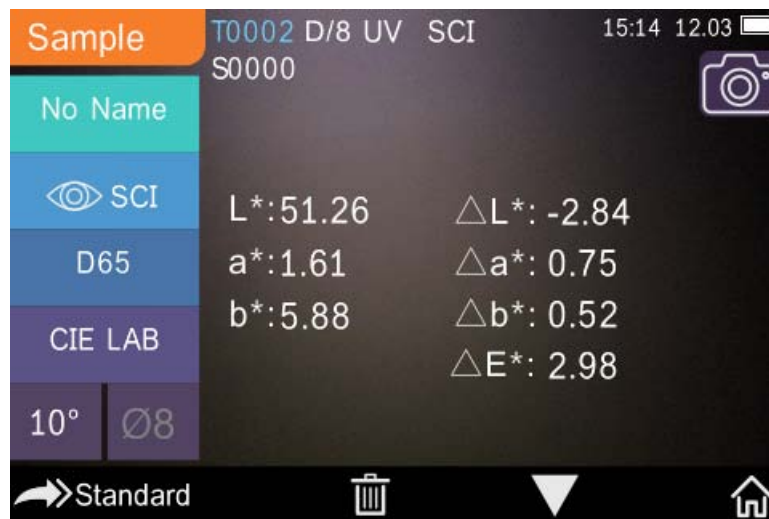 Sample
T0002 D/8 UV SCI 15:14 12.03
S0000
No Name
SCI
D65
CIE LAB
10° Ø8
L*:51.26 △L*: -2.84
a*:1.61 △a*: 0.75
b*:5.88 △b*: 0.52
△E*: 2.98
Standard